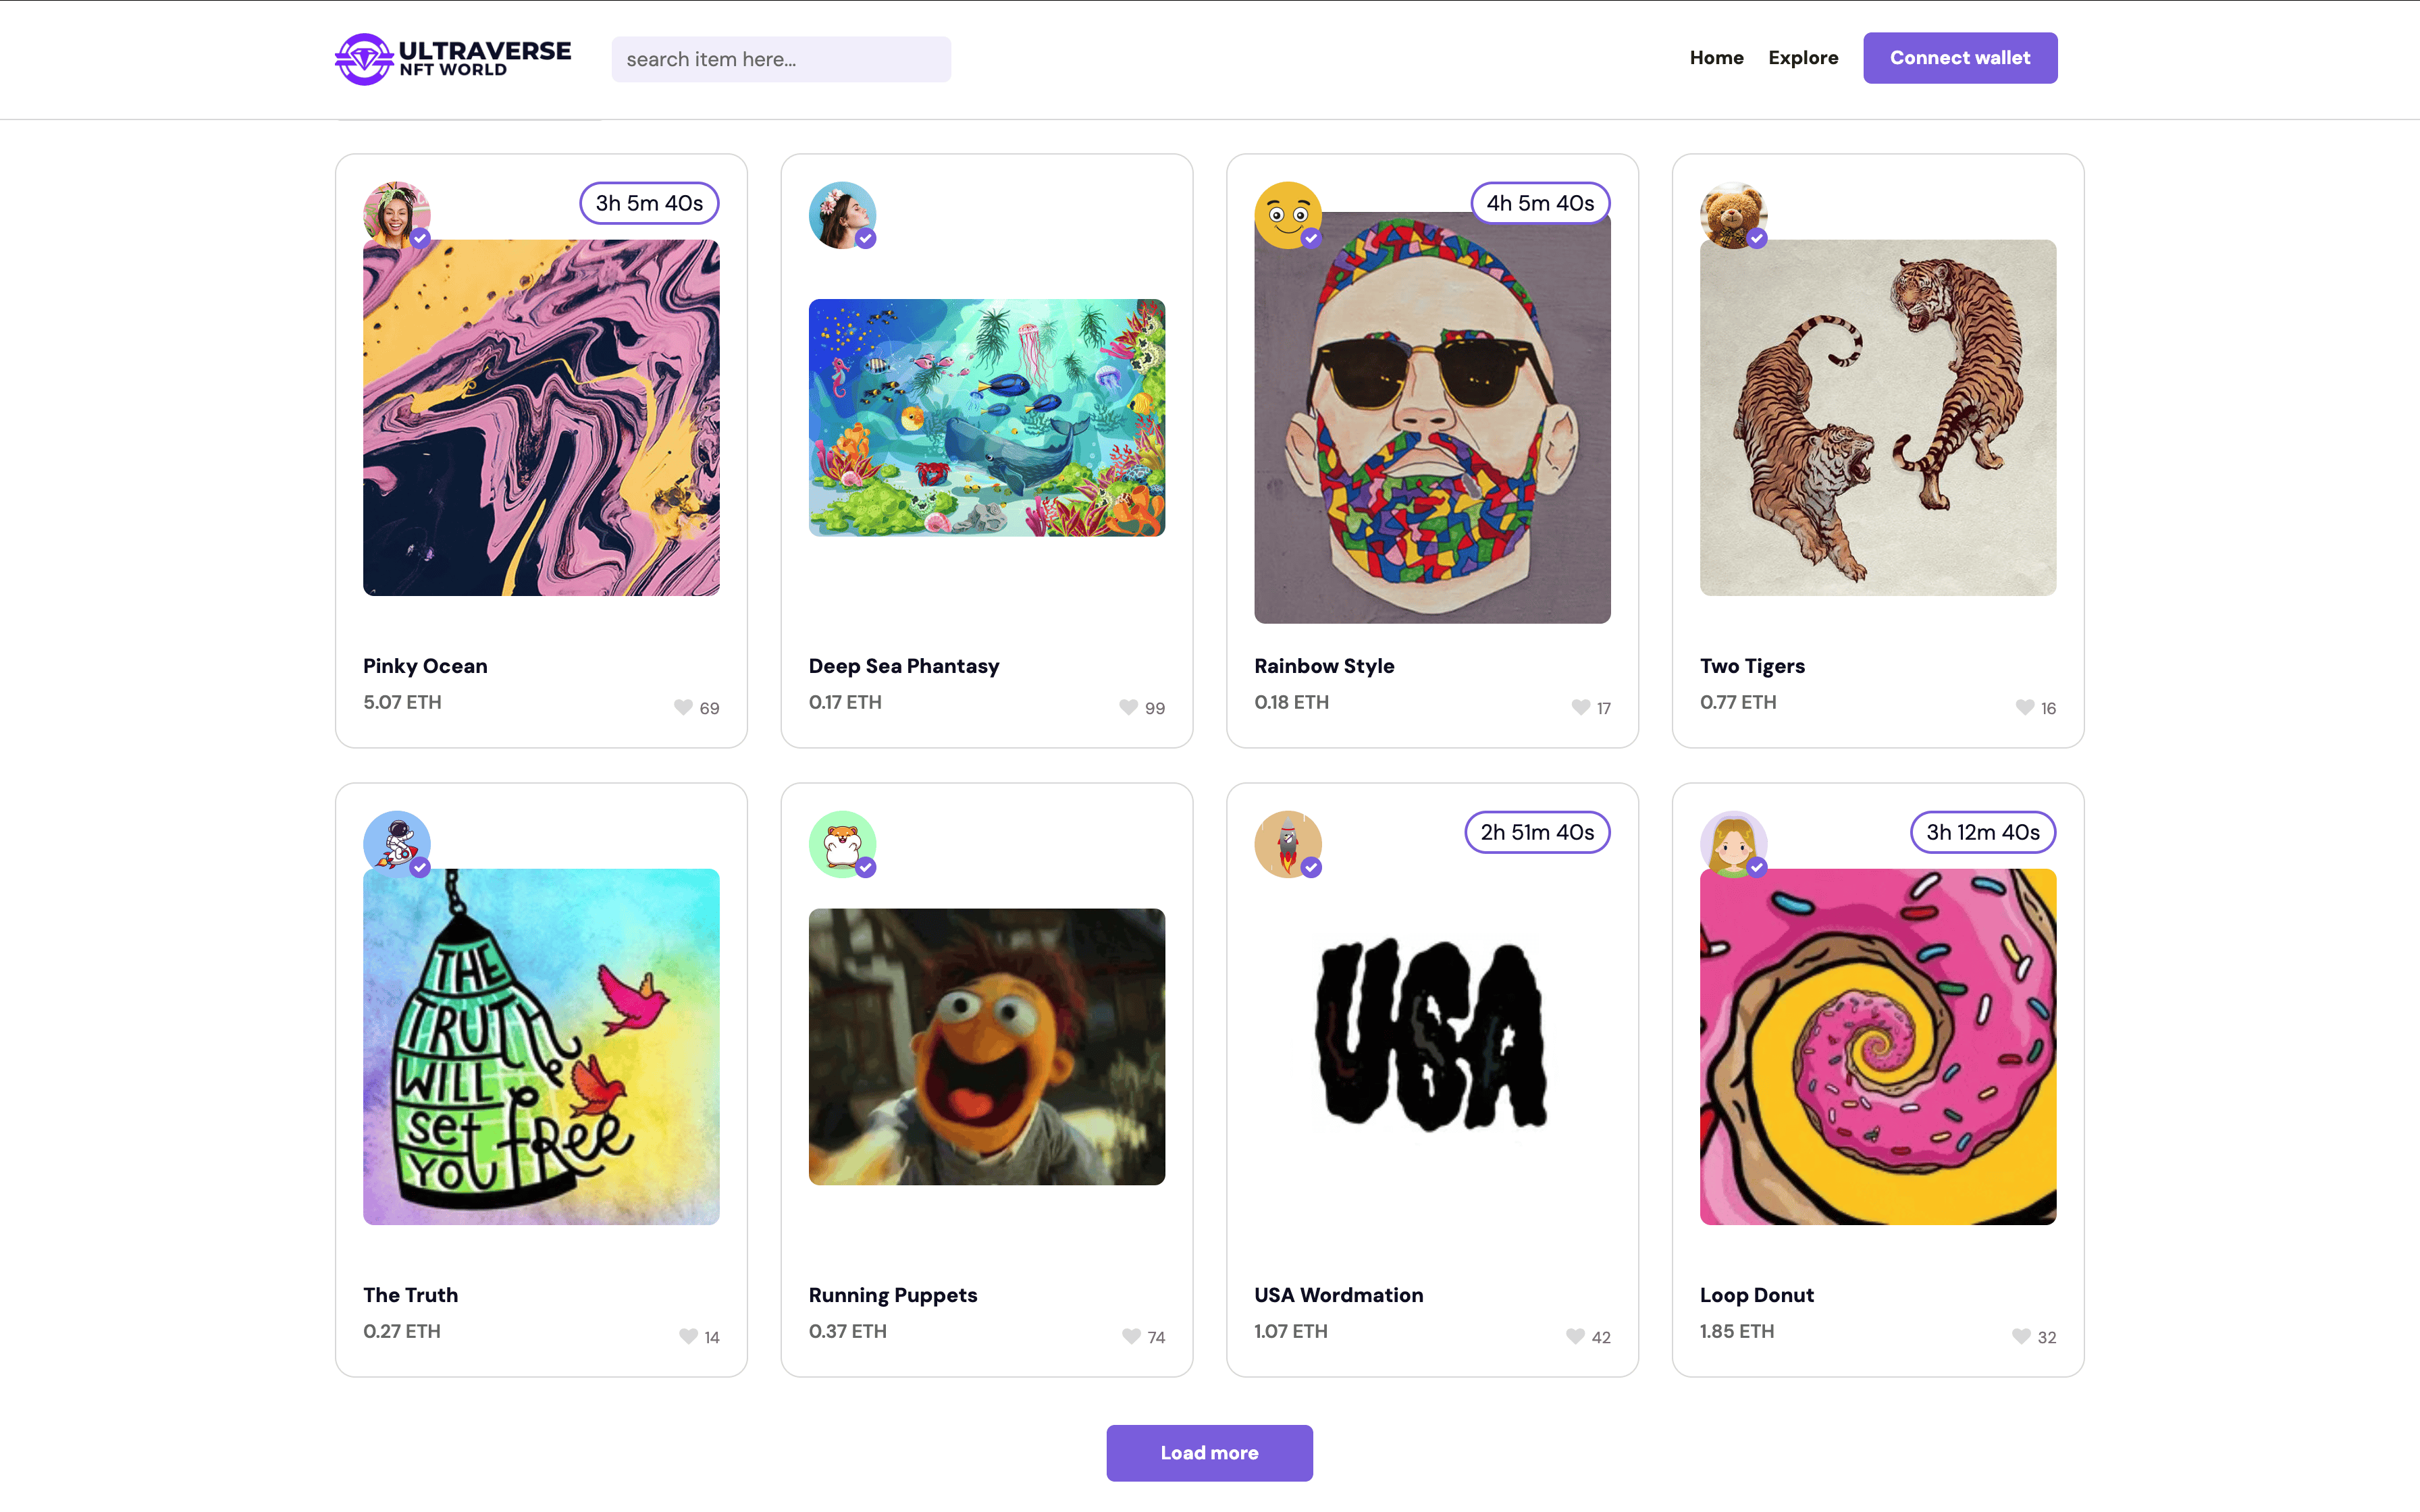 ULTRAVERSE
NFT WORLD
search item here...
Home
Explore
Connect wallet
3h 5m 40s
4h 5m 40s
Pinky Ocean
5.07 ETH
69
Deep Sea Phantasy
0.17 ETH
99
Rainbow Style
0.18 ETH
17
Two Tigers
0.77 ETH
16
2h 51m 40s
3h 12m 40s
THE
TRUTH
WILL
set
YOU fRee
USA
The Truth
0.27 ETH
14
Running Puppets
0.37 ETH
74
USA Wordmation
1.07 ETH
42
Loop Donut
1.85 ETH
32
Load more